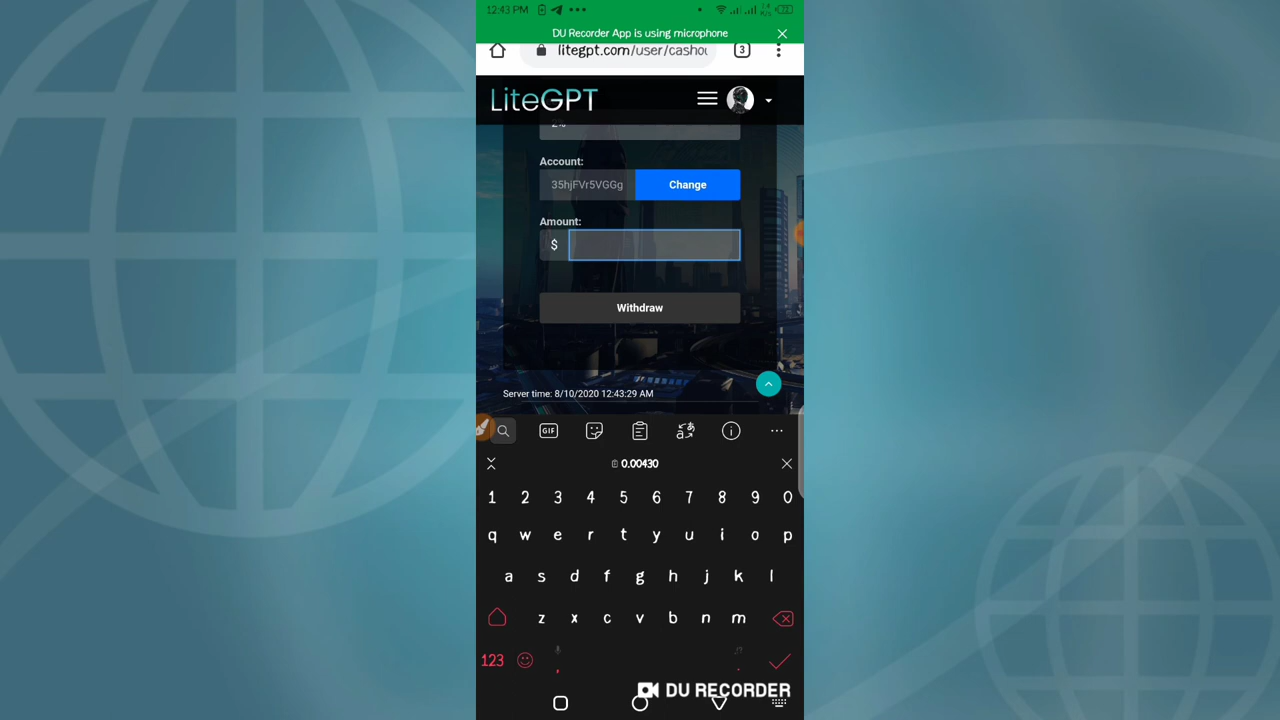 12:43 PM
DU Recorder App is using microphone
litegpt.com/user/cashou
3
LiteGPT
2%
Account:
35hjFVr5VGGg
Change
Amount:
$
Withdraw
Server time: 8/10/2020 12:43:29 AM
GIF
0.00430
1 2 3 4 5 6 7 8 9 0
q w e r t y u i o p
a s d f g h j k l
z x c v b n m
123 , .
DU RECORDER